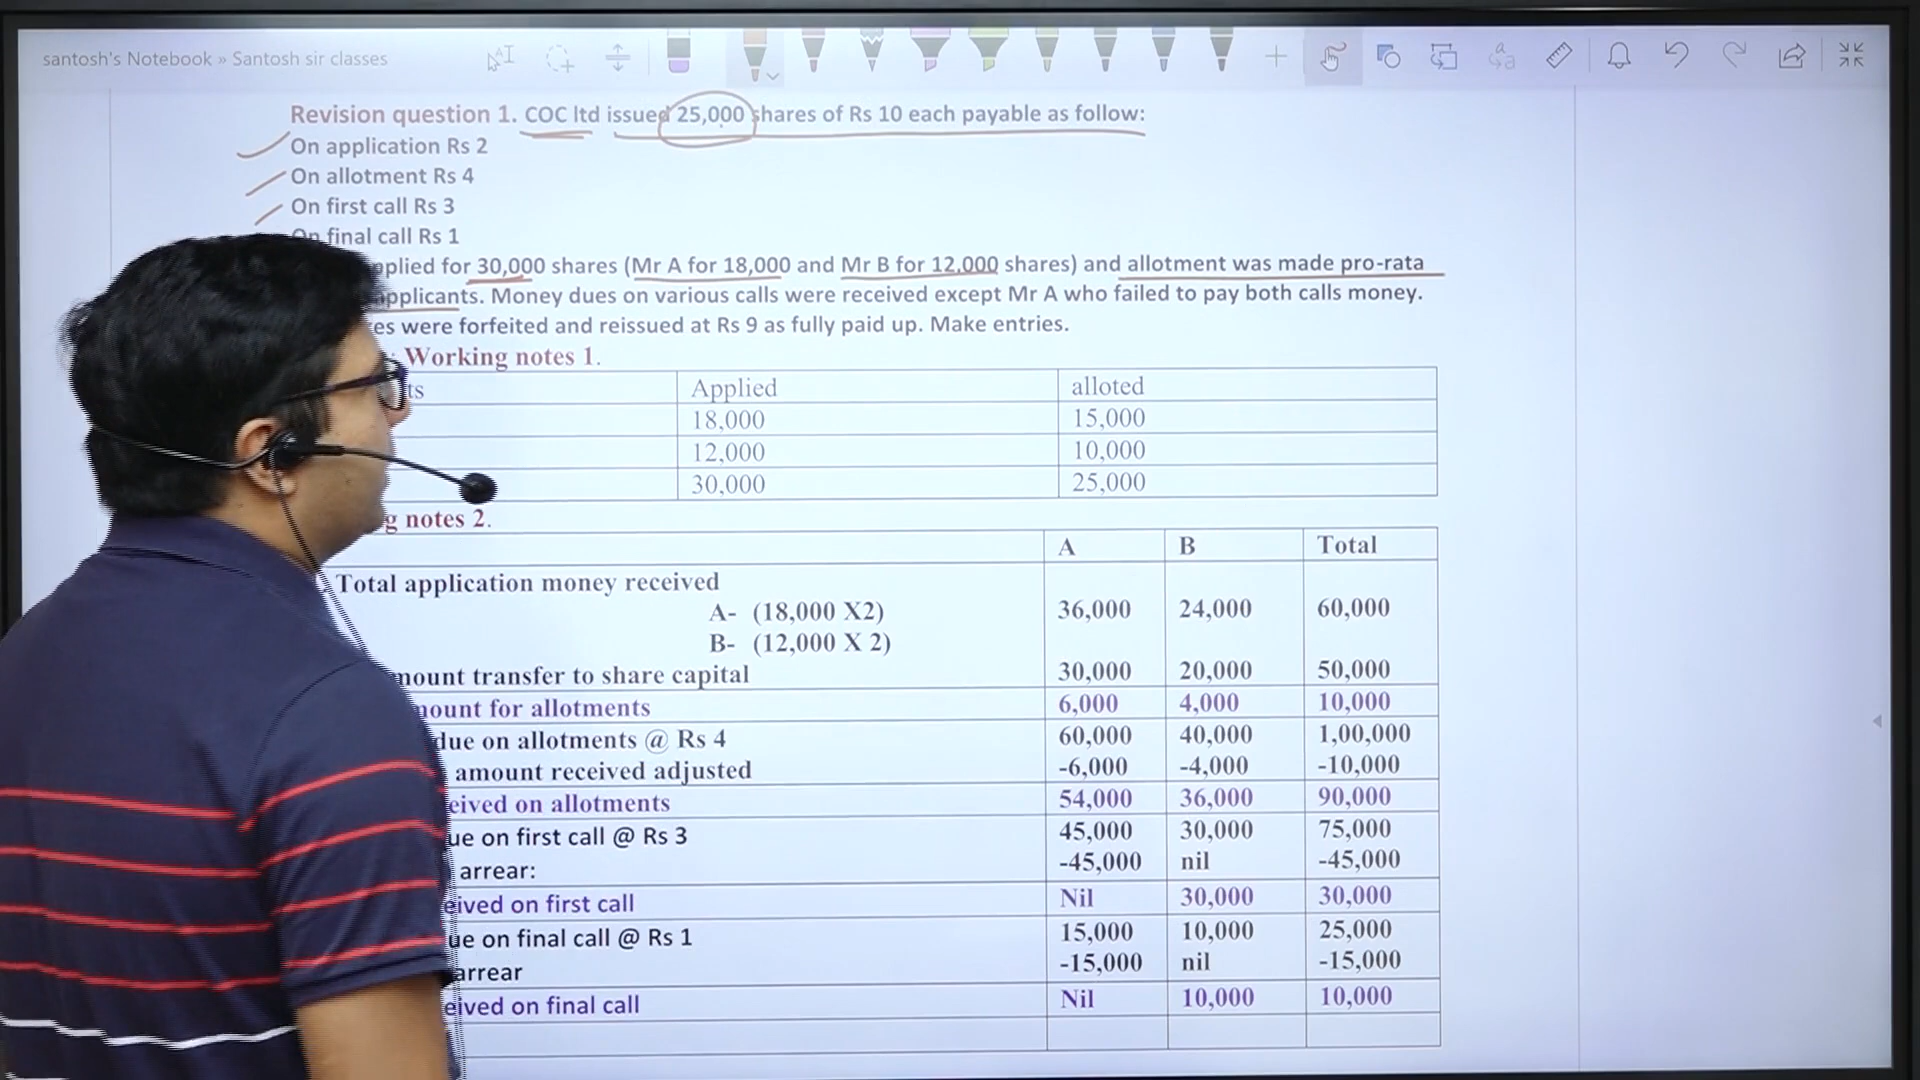 santosh's Notebook » Santosh sir classes
Revision question 1. COC ltd issued 25,000 shares of Rs 10 each payable as follow:
On application Rs 2
On allotment Rs 4
On first call Rs 3
On final call Rs 1
applied for 30,000 shares (Mr A for 18,000 and Mr B for 12,000 shares) and allotment was made pro-rata
applicants. Money dues on various calls were received except Mr A who failed to pay both calls money.
were forfeited and reissued at Rs 9 as fully paid up. Make entries.
Working notes 1.
Applied alloted
18,000 15,000
12,000 10,000
30,000 25,000
notes 2.
A B Total
Total application money received
A- (18,000 X2) 36,000 24,000 60,000
B- (12,000 X 2)
amount transfer to share capital 30,000 20,000 50,000
amount for allotments 6,000 4,000 10,000
due on allotments @ Rs 4 60,000 40,000 1,00,000
amount received adjusted -6,000 -4,000 -10,000
received on allotments 54,000 36,000 90,000
due on first call @ Rs 3 45,000 30,000 75,000
arrear: -45,000 nil -45,000
received on first call Nil 30,000 30,000
due on final call @ Rs 1 15,000 10,000 25,000
arrear -15,000 nil -15,000
received on final call Nil 10,000 10,000